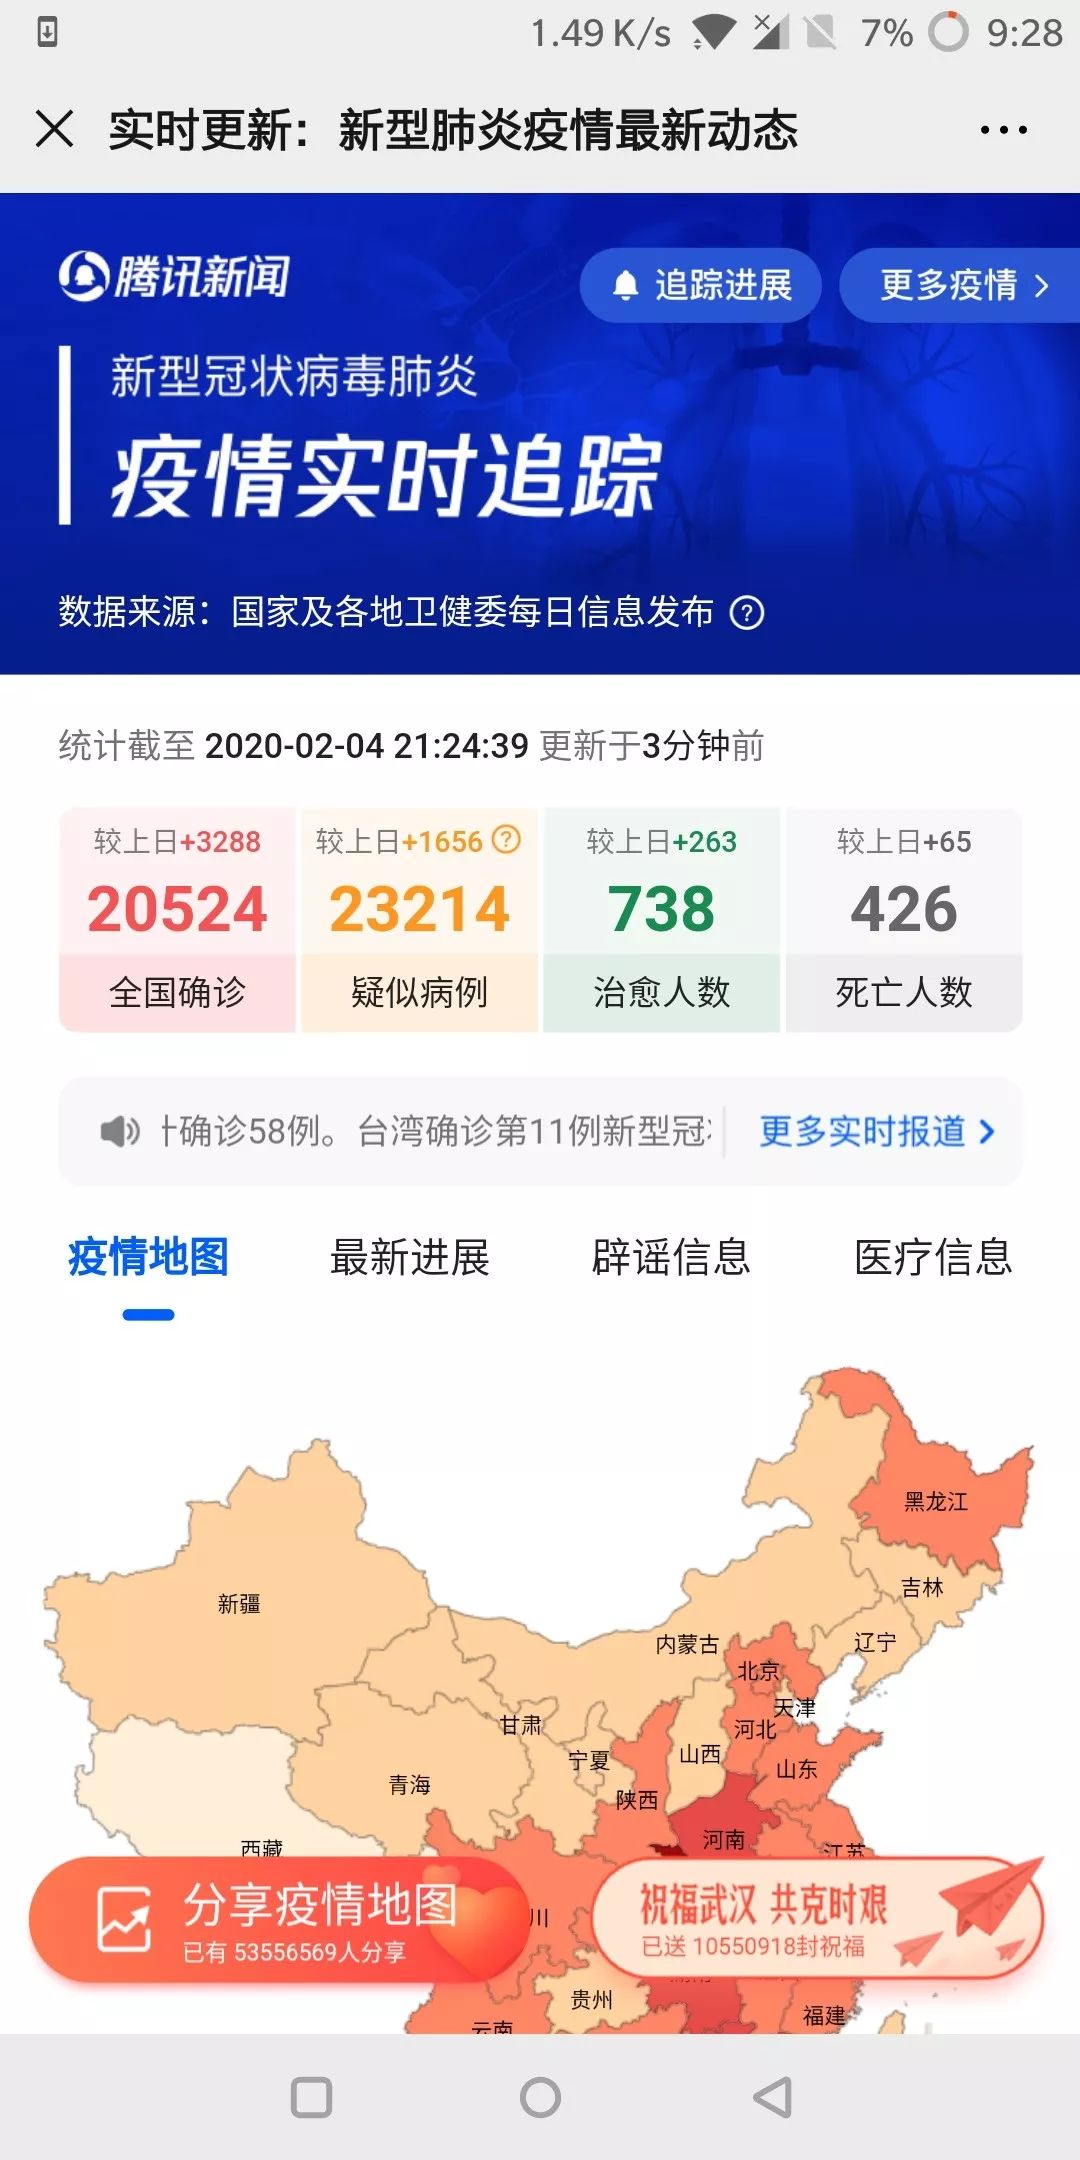 1.49 K/s 7% 9:28
实时更新：新型肺炎疫情最新动态
腾讯新闻
追踪进展
更多疫情
新型冠状病毒肺炎
疫情实时追踪
数据来源：国家及各地卫健委每日信息发布
统计截至 2020-02-04 21:24:39 更新于3分钟前
较上日+3288
20524
全国确诊
较上日+1656
23214
疑似病例
较上日+263
738
治愈人数
较上日+65
426
死亡人数
确诊58例。台湾确诊第11例新型冠
更多实时报道
疫情地图 最新进展 辟谣信息 医疗信息
黑龙江
吉林
新疆
辽宁
内蒙古
北京
天津
甘肃
河北
宁夏
山西
山东
青海
陕西
河南
江苏
西藏
分享疫情地图
已有 53556569人分享
川
祝福武汉 共克时艰
已送 10550918封祝福
贵州
福建
云南